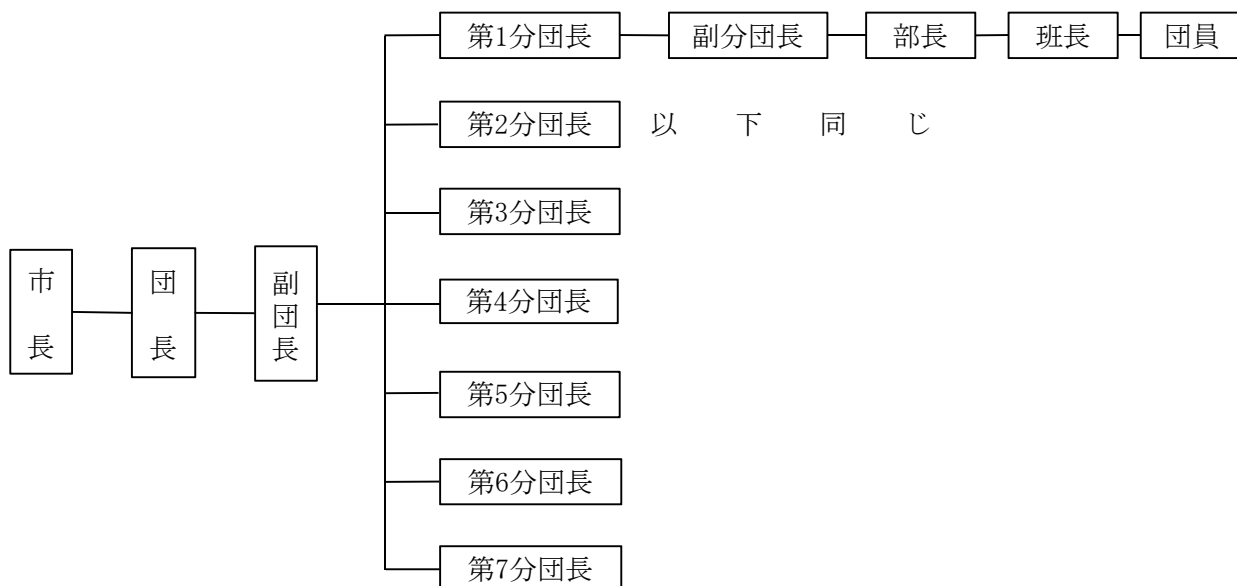 第1分団長 副分団長 部長 班長 団員
第2分団長 以下同じ
第3分団長
市長 団長 副団長
第4分団長
第5分団長
第6分団長
第7分団長